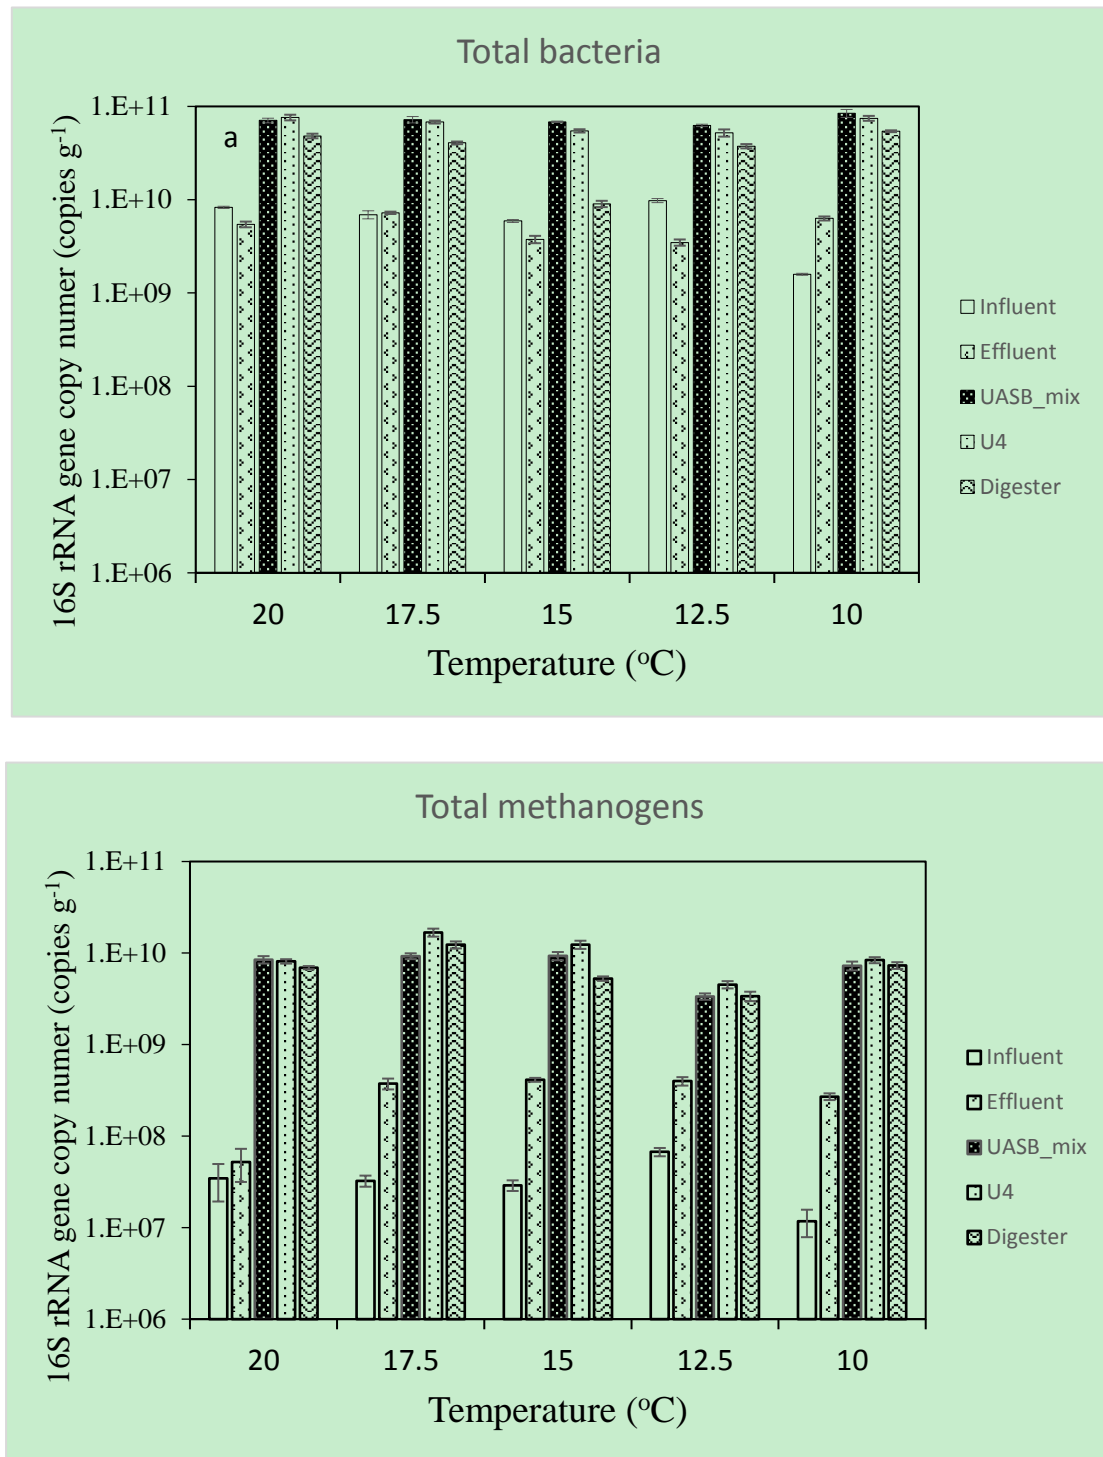 Total bacteria
16S rRNA gene copy numer (copies g-1)
1.E+11
1.E+10
1.E+09
1.E+08
1.E+07
1.E+06
a
20 17.5 15 12.5 10
Temperature (oC)
Influent
Effluent
UASB_mix
U4
Digester
Total methanogens
16S rRNA gene copy numer (copies g-1)
1.E+11
1.E+10
1.E+09
1.E+08
1.E+07
1.E+06
20 17.5 15 12.5 10
Temperature (oC)
Influent
Effluent
UASB_mix
U4
Digester